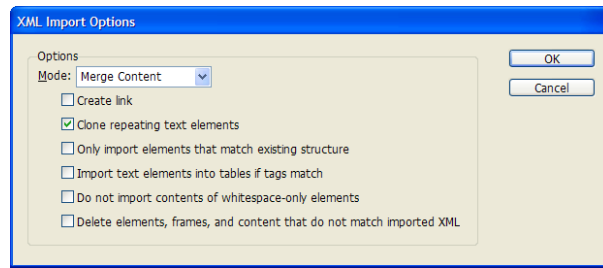 XML Import Options
Options
Mode: Merge Content
Create link
Clone repeating text elements
Only import elements that match existing structure
Import text elements into tables if tags match
Do not import contents of whitespace-only elements
Delete elements, frames, and content that do not match imported XML
OK
Cancel